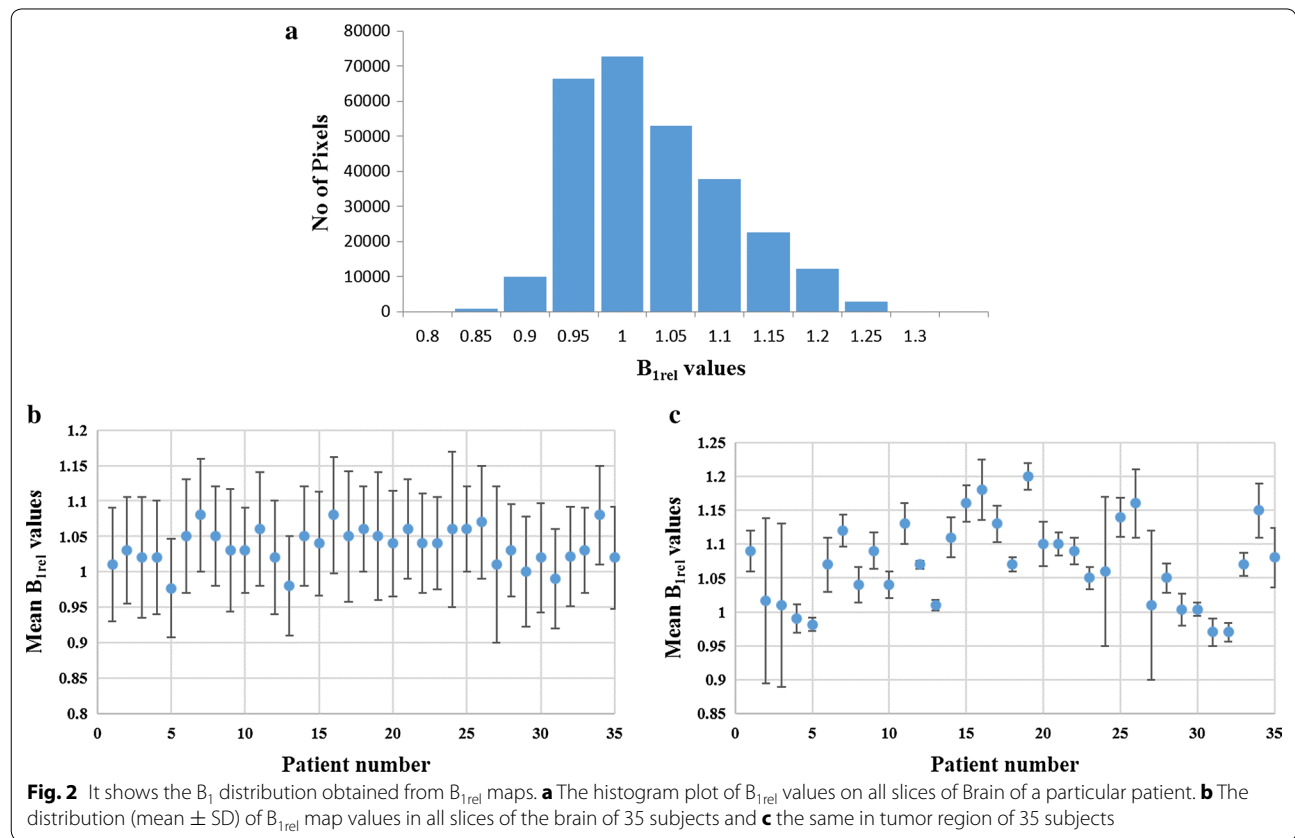 a
80000
70000
60000
50000
40000
30000
20000
10000
0
No of Pixels
0.8 0.85 0.9 0.95 1 1.05 1.1 1.15 1.2 1.25 1.3
B1rel values
b
1.2
1.15
1.1
1.05
1
0.95
0.9
0.85
0.8
Mean B1rel values
0 5 10 15 20 25 30 35
Patient number
c
1.25
1.2
1.15
1.1
1.05
1
0.95
0.9
0.85
Mean B1rel values
0 5 10 15 20 25 30 35
Patient number
Fig. 2 It shows the B1 distribution obtained from B1rel maps. a The histogram plot of B1rel values on all slices of Brain of a particular patient. b The
distribution (mean ± SD) of B1rel map values in all slices of the brain of 35 subjects and c the same in tumor region of 35 subjects